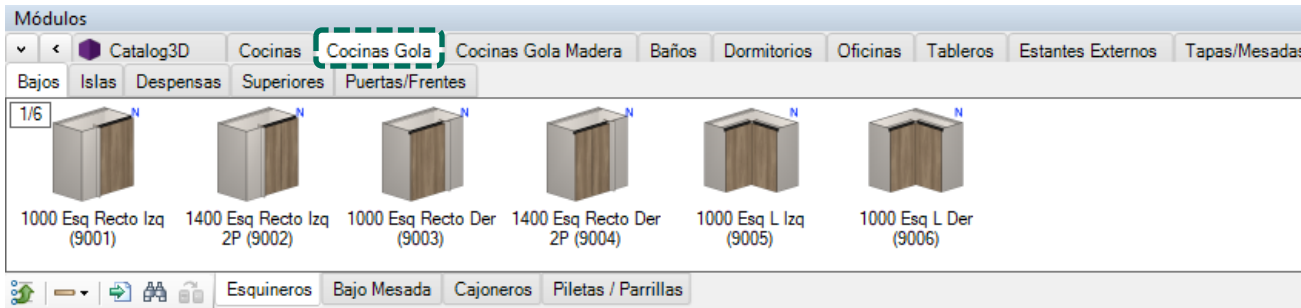 Módulos
Catalog3D Cocinas Cocinas Gola Cocinas Gola Madera Baños Dormitorios Oficinas Tableros Estantes Externos Tapas/Mesadas
Bajos Islas Despensas Superiores Puertas/Frentes
1/6 N N N N N N
1000 Esq Recto Izq 1400 Esq Recto Izq 1000 Esq Recto Der 1400 Esq Recto Der 1000 Esq L Izq 1000 Esq L Der
(9001) 2P (9002) (9003) 2P (9004) (9005) (9006)
Esquineros Bajo Mesada Cajoneros Piletas / Parrillas